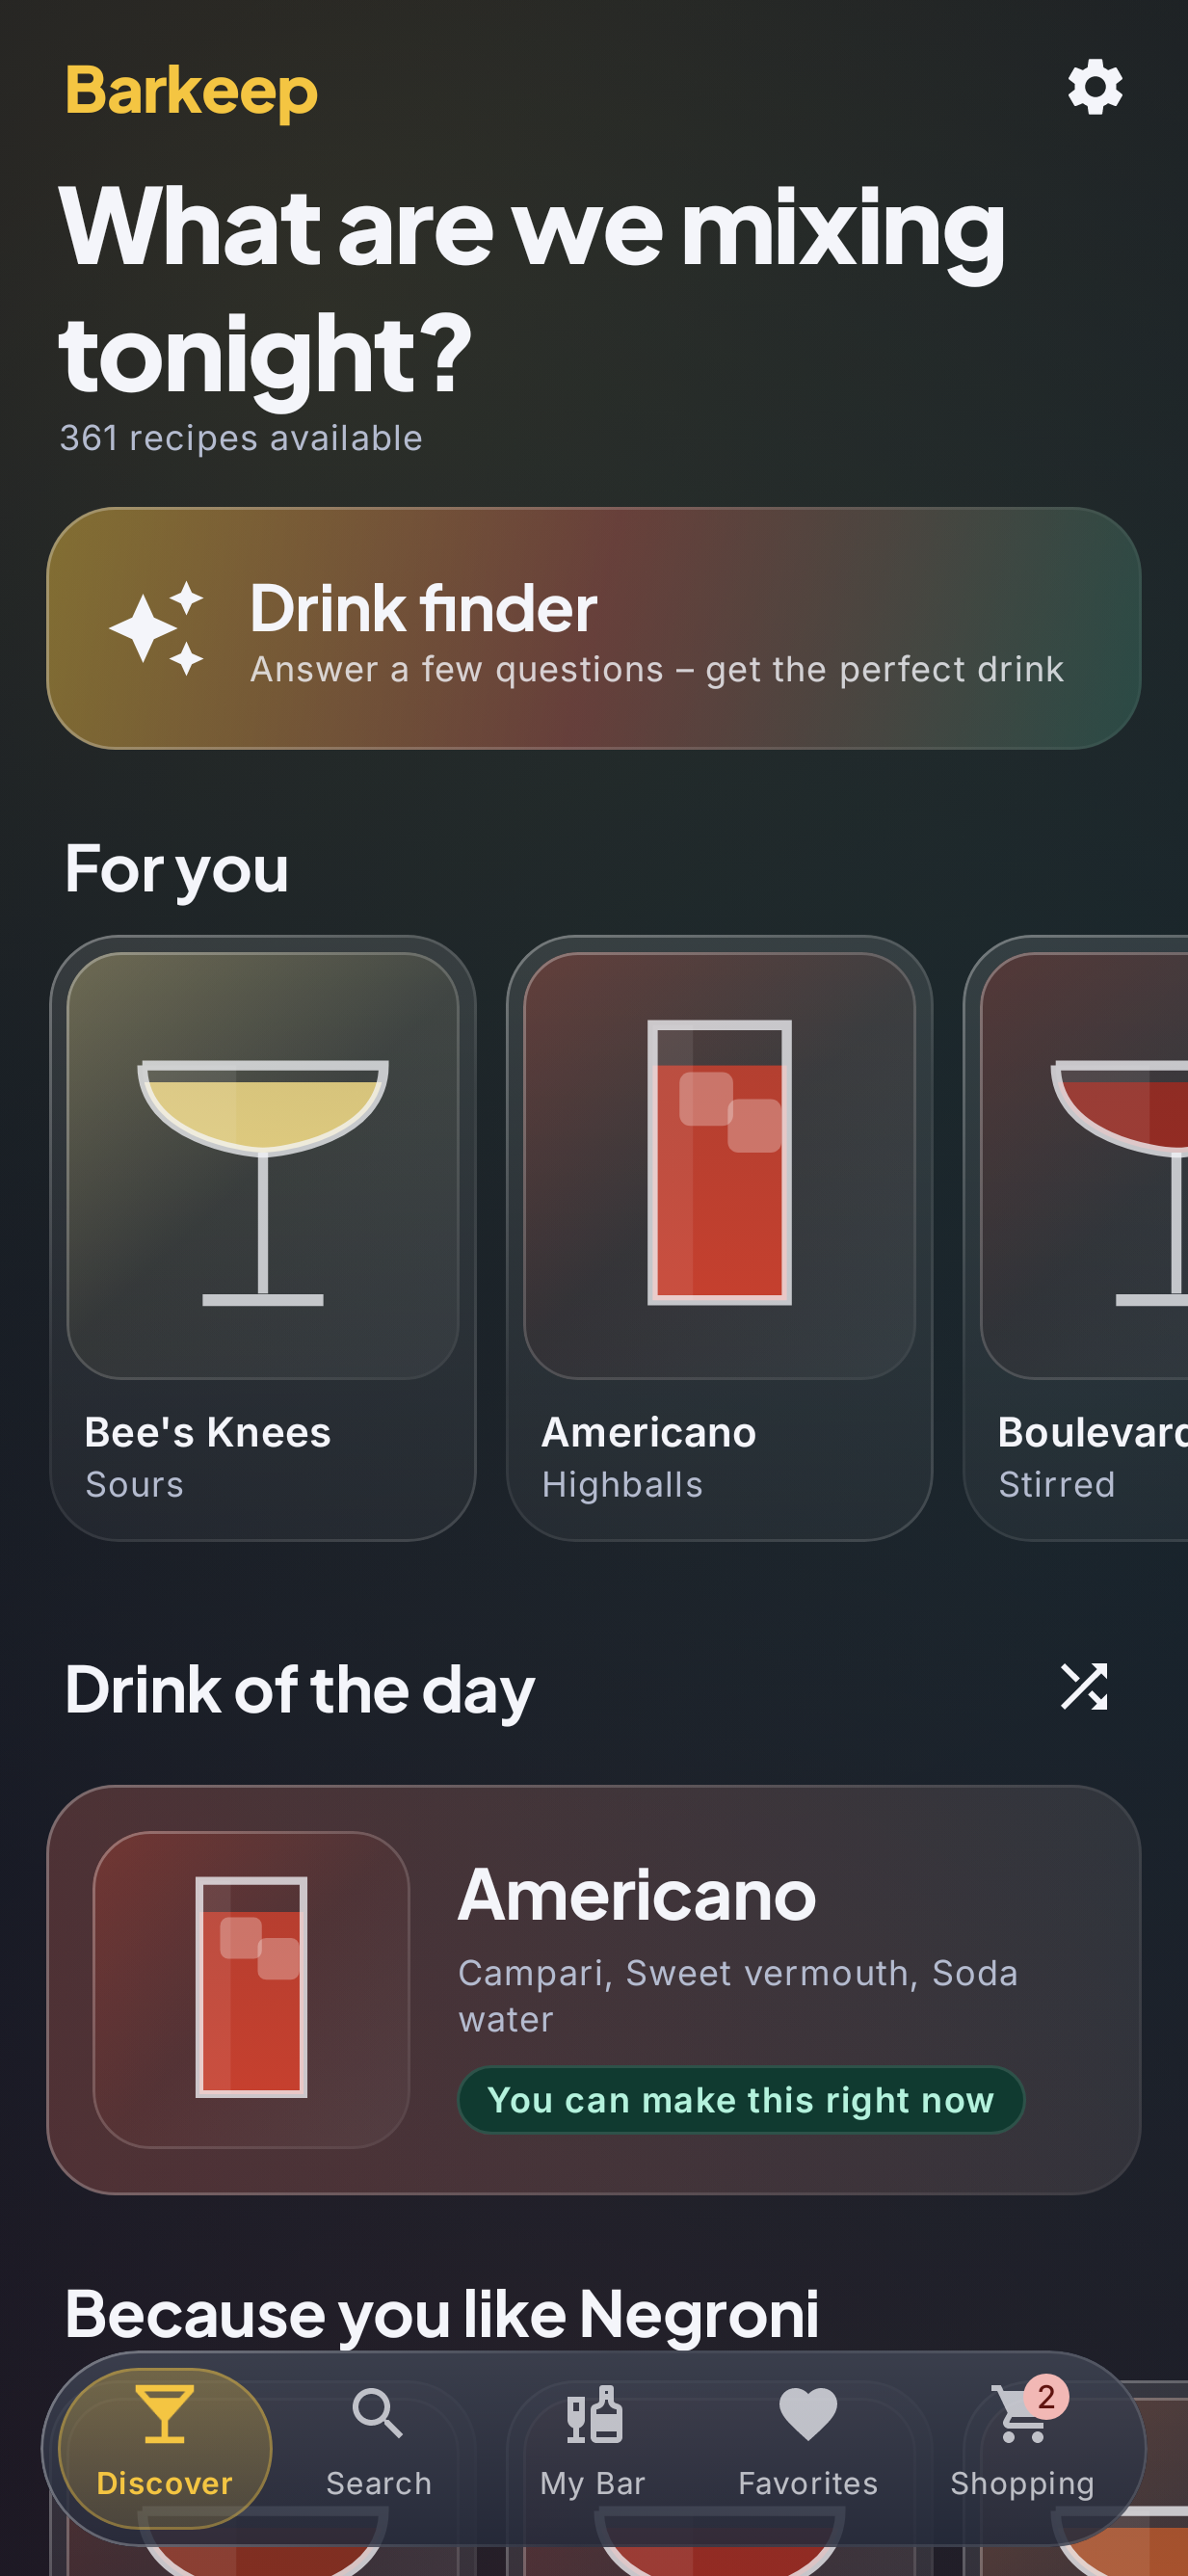 Barkeep
What are we mixing
tonight?
361 recipes available
Drink finder
Answer a few questions – get the perfect drink
For you
Bee's Knees
Sours
Americano
Highballs
Boulevard
Stirred
Drink of the day
Americano
Campari, Sweet vermouth, Soda
water
You can make this right now
Because you like Negroni
2
Discover
Search
My Bar
Favorites
Shopping